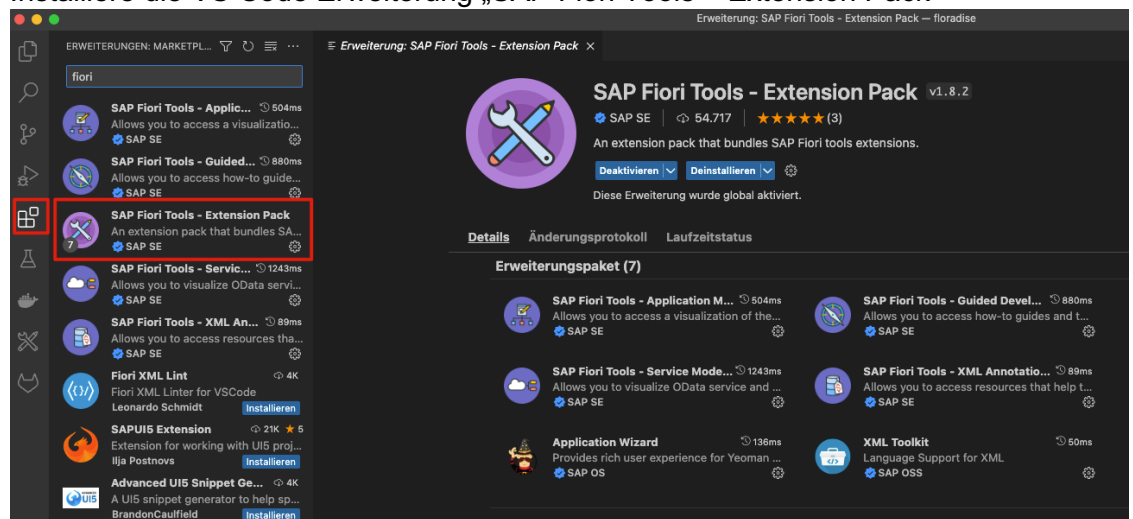 Installiere die VS Code Erweiterung „SAP Fiori Tools – Extension Pack“
Erweiterung: SAP Fiori Tools - Extension Pack — floradise
ERWEITERUNGEN: MARKETPL...
fiori
SAP Fiori Tools - Applic... 504ms
Allows you to access a visualizatio...
SAP SE
SAP Fiori Tools - Guided... 880ms
Allows you to access how-to guide...
SAP SE
SAP Fiori Tools - Extension Pack
An extension pack that bundles SA...
7
SAP SE
SAP Fiori Tools - Servic... 1243ms
Allows you to visualize OData servi...
SAP SE
SAP Fiori Tools - XML An... 89ms
Allows you to access resources tha...
SAP SE
Fiori XML Lint 4K
Fiori XML Linter for VSCode
Leonardo Schmidt Installieren
SAPUI5 Extension 21K ★ 5
Extension for working with UI5 proj...
Ilja Postnovs Installieren
Advanced UI5 Snippet Ge... 4K
A UI5 snippet generator to help sp...
BrandonCaulfield Installieren
UI5
Erweiterung: SAP Fiori Tools - Extension Pack ×
SAP Fiori Tools - Extension Pack v1.8.2
SAP SE 54.717 ★★★★★(3)
An extension pack that bundles SAP Fiori tools extensions.
Deaktivieren Deinstallieren
Diese Erweiterung wurde global aktiviert.
Details Änderungsprotokoll Laufzeitstatus
Erweiterungspaket (7)
SAP Fiori Tools - Application M... 504ms
Allows you to access a visualization of the...
SAP SE
SAP Fiori Tools - Guided Devel... 880ms
Allows you to access how-to guides and t...
SAP SE
SAP Fiori Tools - Service Mode... 1243ms
Allows you to visualize OData service and ...
SAP SE
SAP Fiori Tools - XML Annotatio... 89ms
Allows you to access resources that help t...
SAP SE
Application Wizard 136ms
Provides rich user experience for Yeoman ...
SAP OS
XML Toolkit 50ms
Language Support for XML
SAP OSS